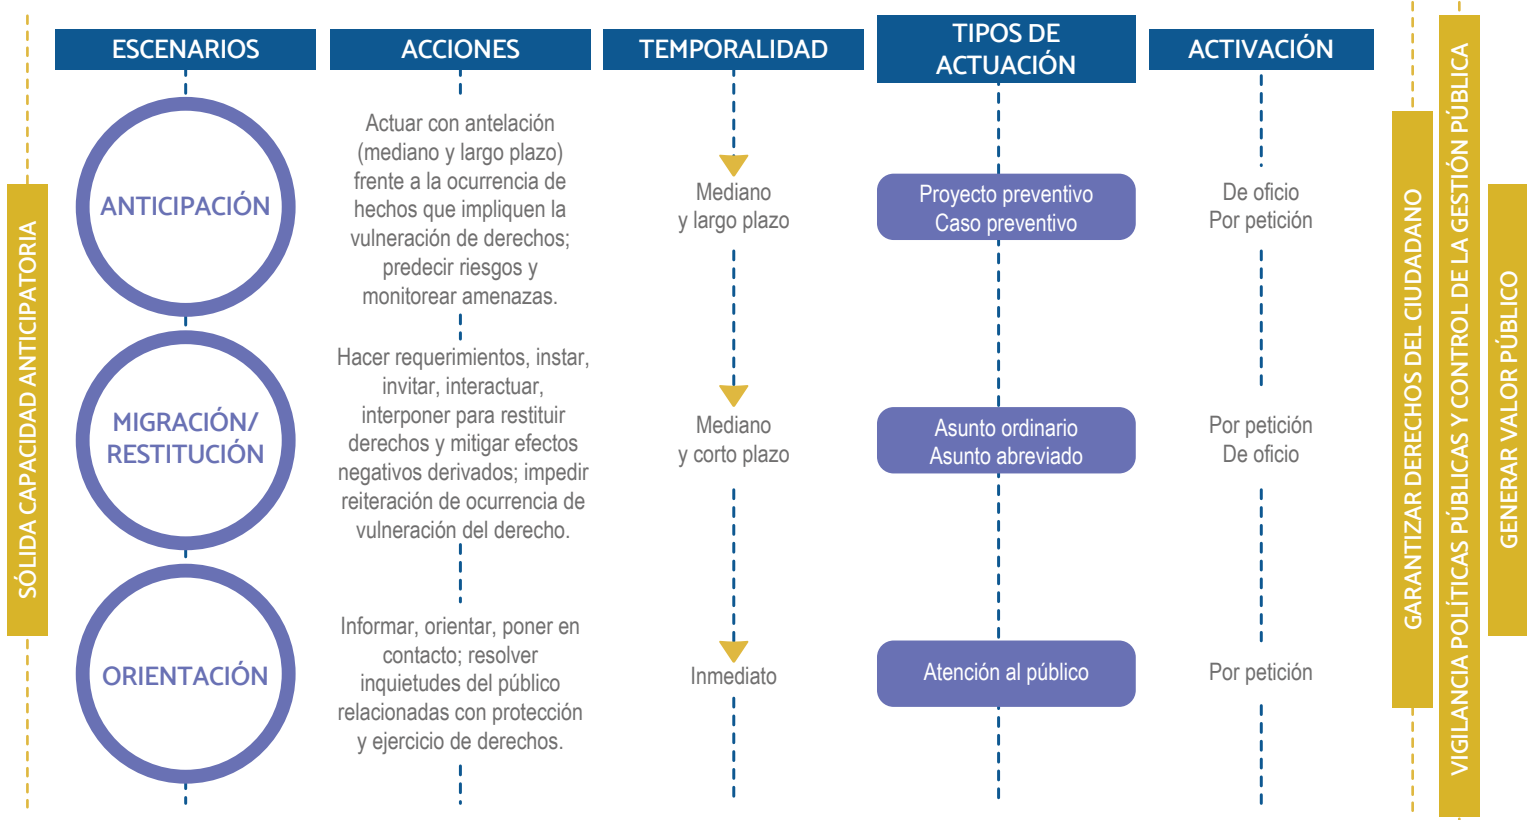 ESCENARIOS
ACCIONES
TEMPORALIDAD
TIPOS DE
ACTUACIÓN
ACTIVACIÓN
SÓLIDA CAPACIDAD ANTICIPATORIA
ANTICIPACIÓN
Actuar con antelación
(mediano y largo plazo)
frente a la ocurrencia de
hechos que impliquen la
vulneración de derechos;
predecir riesgos y
monitorear amenazas.
Mediano
y largo plazo
Proyecto preventivo
Caso preventivo
De oficio
Por petición
MIGRACIÓN/
RESTITUCIÓN
Hacer requerimientos, instar,
invitar, interactuar,
interponer para restituir
derechos y mitigar efectos
negativos derivados; impedir
reiteración de ocurrencia de
vulneración del derecho.
Mediano
y corto plazo
Asunto ordinario
Asunto abreviado
Por petición
De oficio
ORIENTACIÓN
Informar, orientar, poner en
contacto; resolver
inquietudes del público
relacionadas con protección
y ejercicio de derechos.
Inmediato
Atención al público
Por petición
GARANTIZAR DERECHOS DEL CIUDADANO
VIGILANCIA POLÍTICAS PÚBLICAS Y CONTROL DE LA GESTIÓN PÚBLICA
GENERAR VALOR PÚBLICO